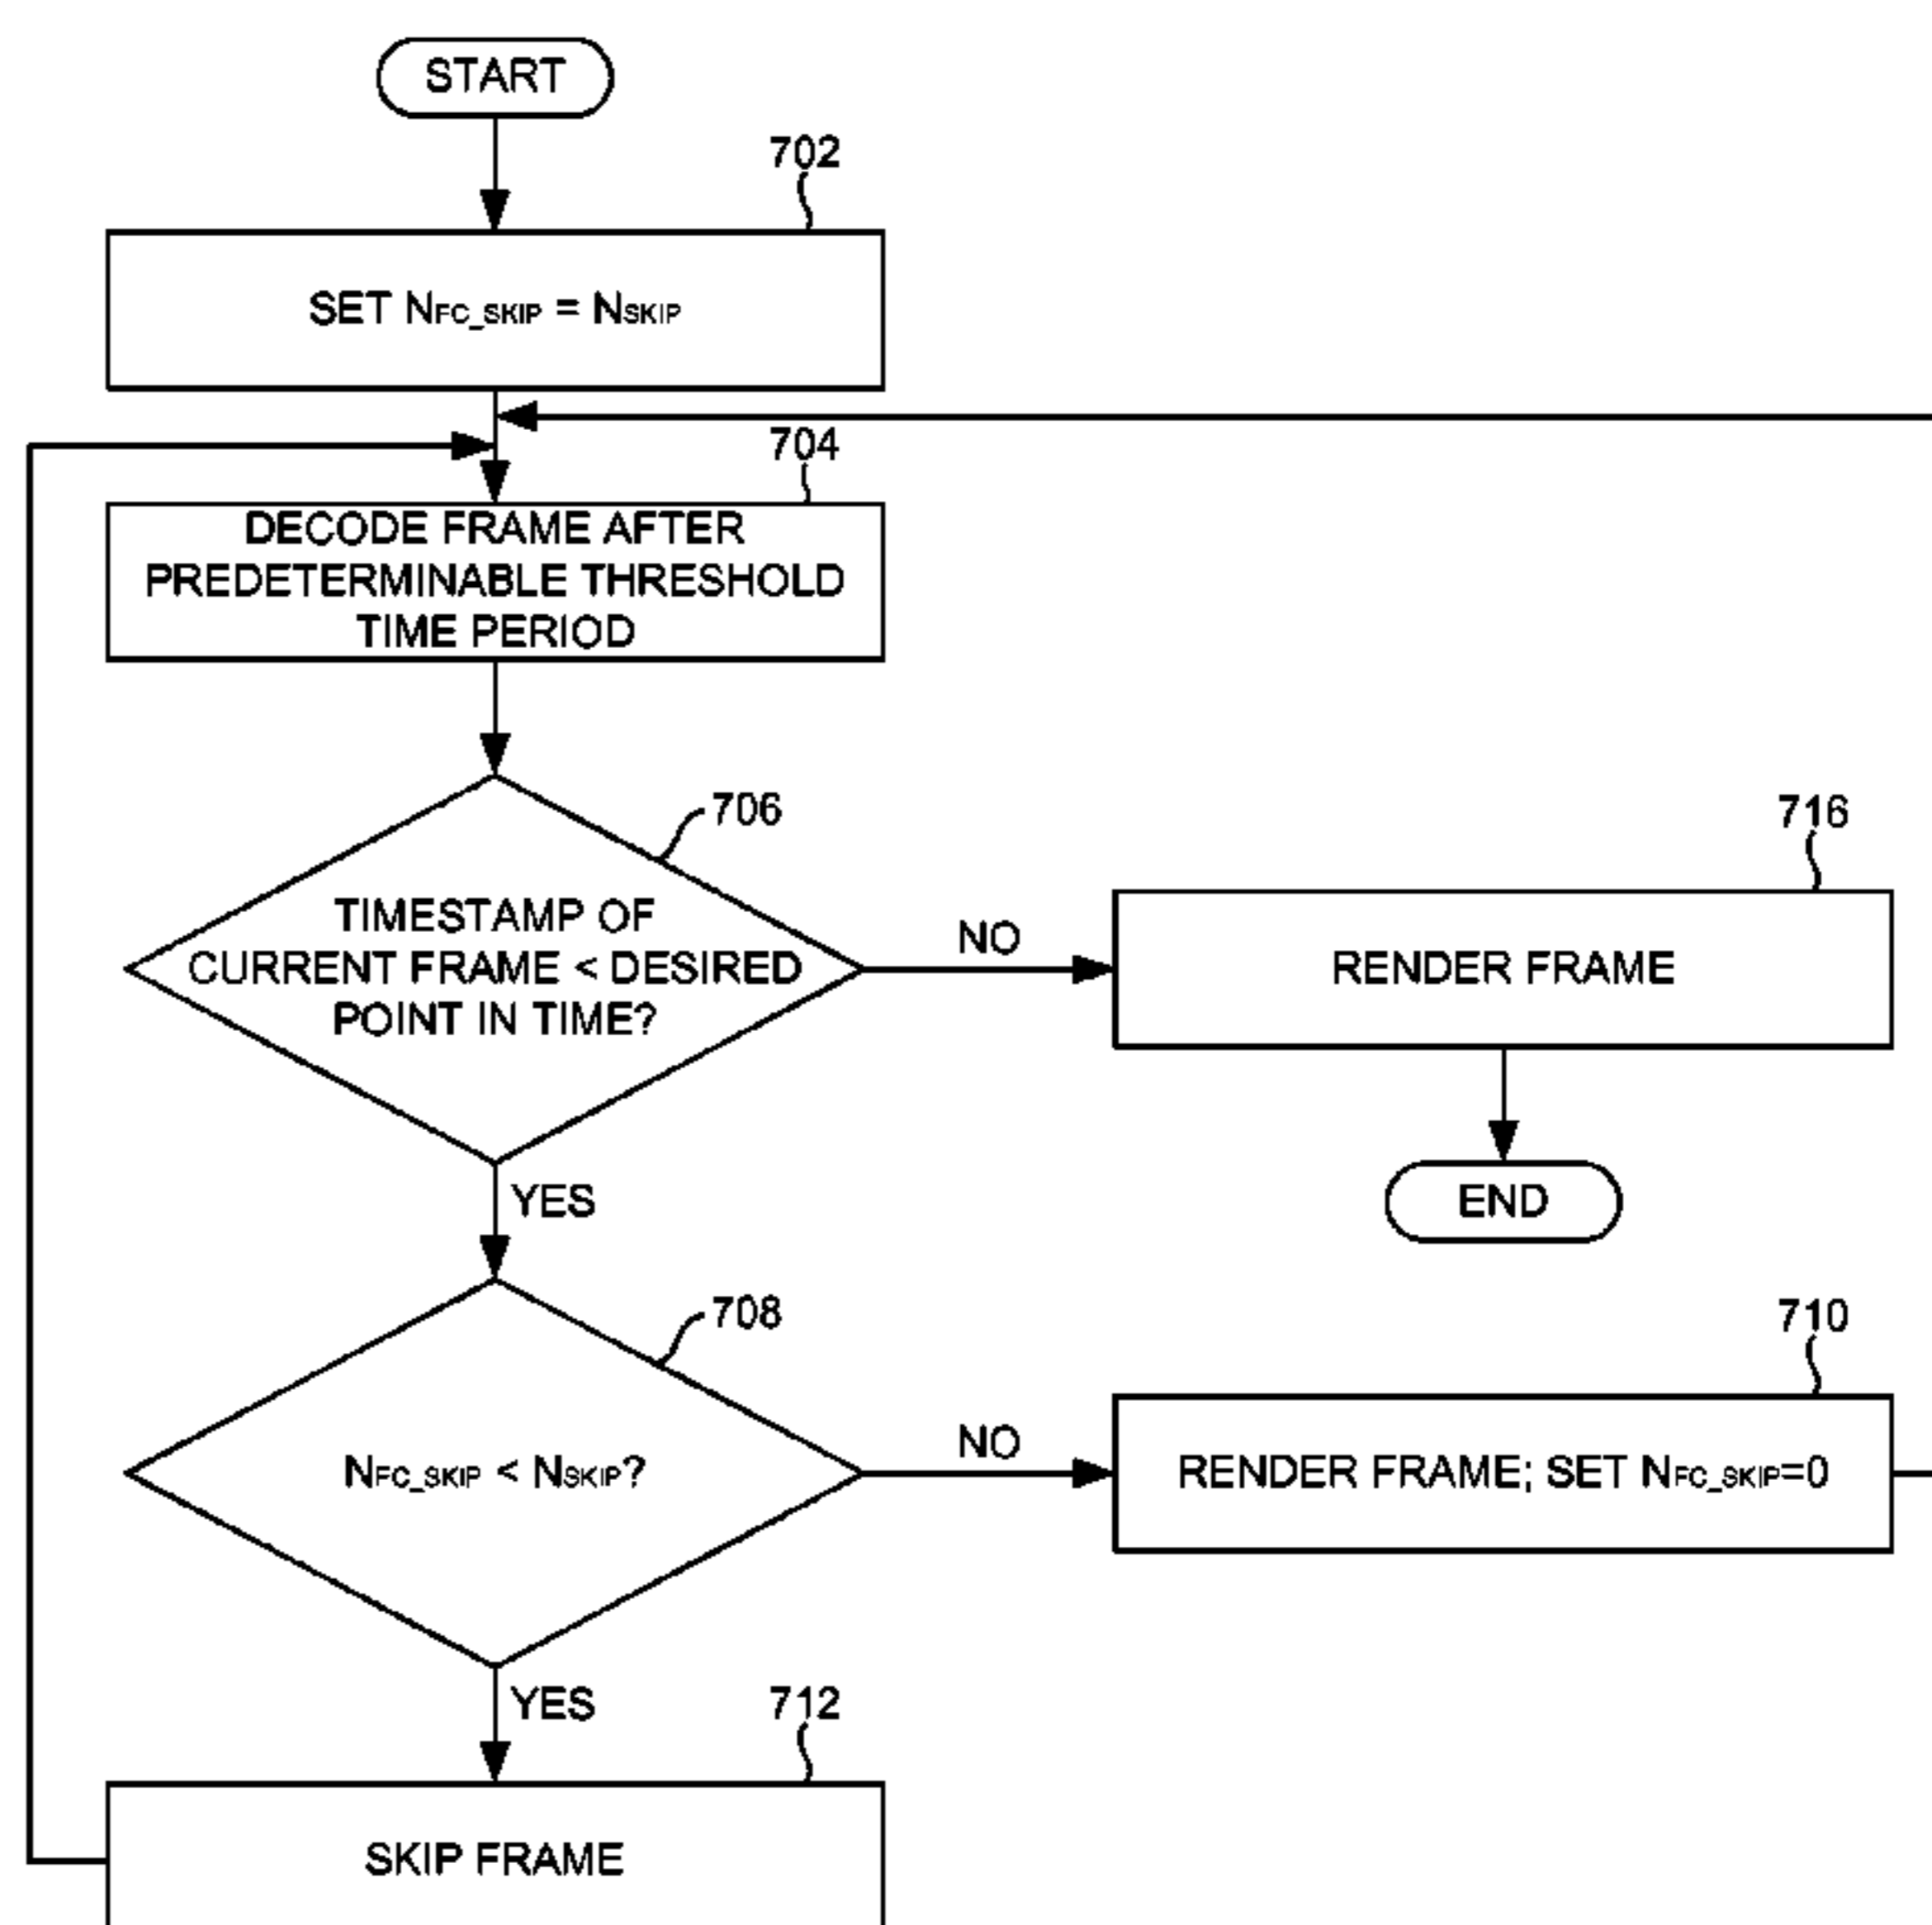 START
702
SET NFC_SKIP = NSKIP
704
DECODE FRAME AFTER
PREDETERMINABLE THRESHOLD
TIME PERIOD
706
TIMESTAMP OF
CURRENT FRAME < DESIRED
POINT IN TIME?
NO
716
RENDER FRAME
END
YES
708
NFC_SKIP < NSKIP?
NO
710
RENDER FRAME; SET NFC_SKIP=0
YES
712
SKIP FRAME